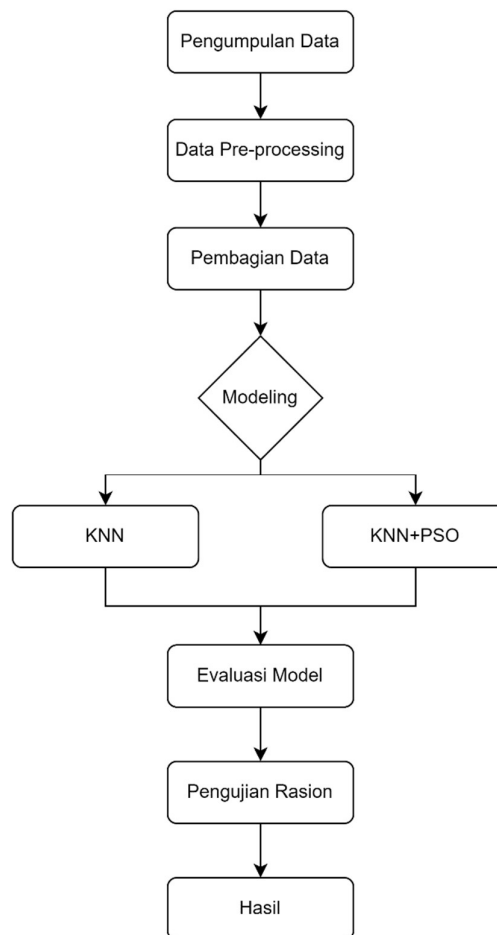 Pengumpulan Data
Data Pre-processing
Pembagian Data
Modeling
KNN
KNN+PSO
Evaluasi Model
Pengujian Rasion
Hasil